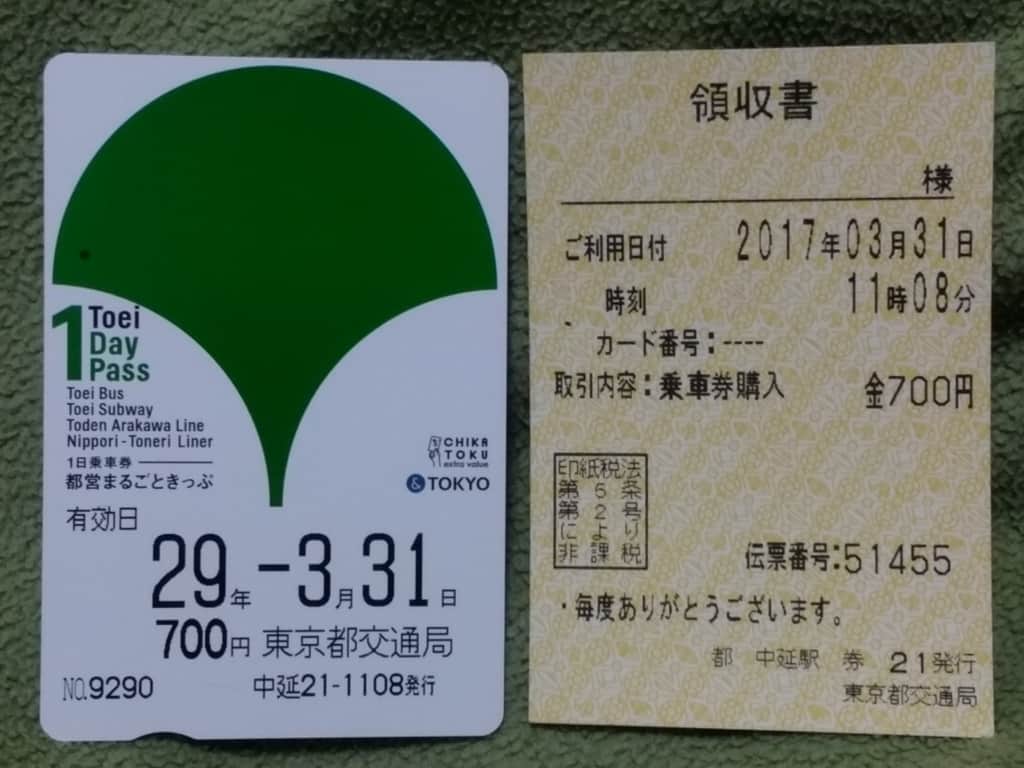 1 Toei
Day
Pass
Toei Bus
Toei Subway
Toden Arakawa Line
Nippori-Toneri Liner
1日乗車券
都営まるごときっぷ
CHIKA
TOKU
extra value
& TOKYO
有効日
29年-3月31日
700円 東京都交通局
NO.9290 中延21-1108発行
領収書
様
ご利用日付 2017年03月31日
時刻 11時08分
カード番号:----
取引内容:乗車券購入 金700円
印紙税法
第5条
第2号
により
非課税
伝票番号:51455
・毎度ありがとうございます。
都 中延駅 券 21発行
東京都交通局